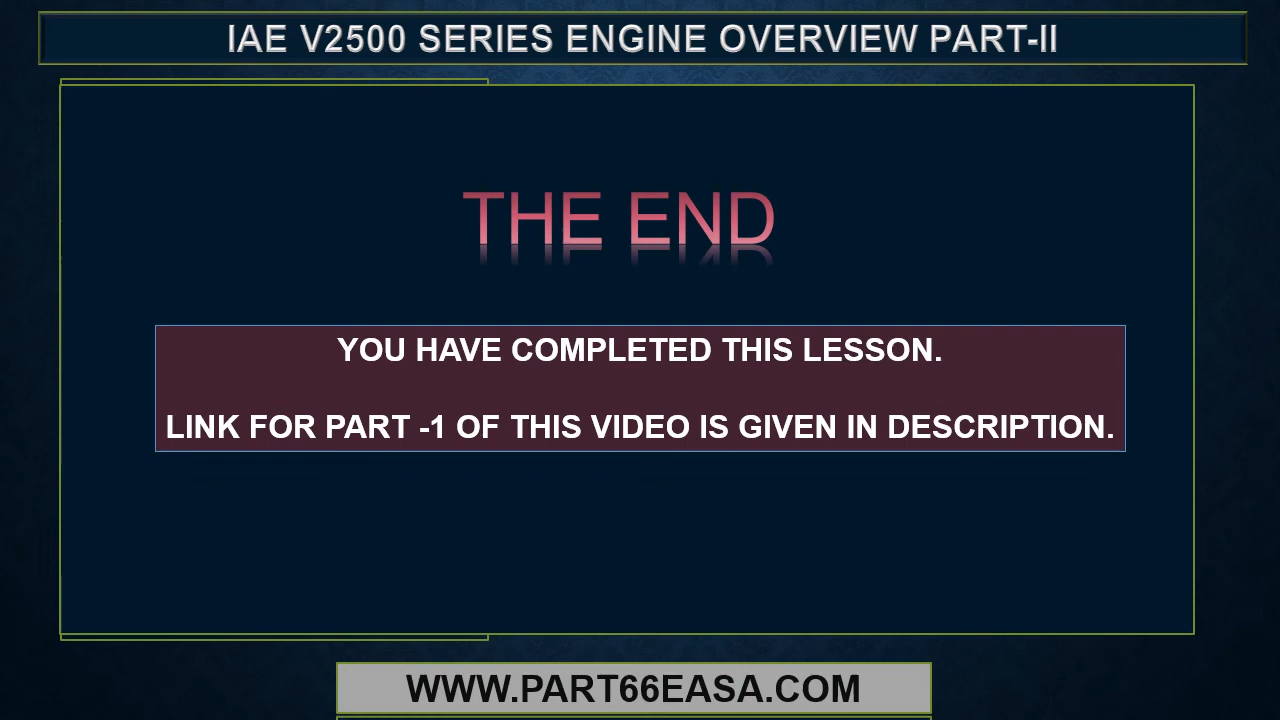 IAE V2500 SERIES ENGINE OVERVIEW PART-II
THE END
YOU HAVE COMPLETED THIS LESSON.
LINK FOR PART -1 OF THIS VIDEO IS GIVEN IN DESCRIPTION.
WWW.PART66EASA.COM